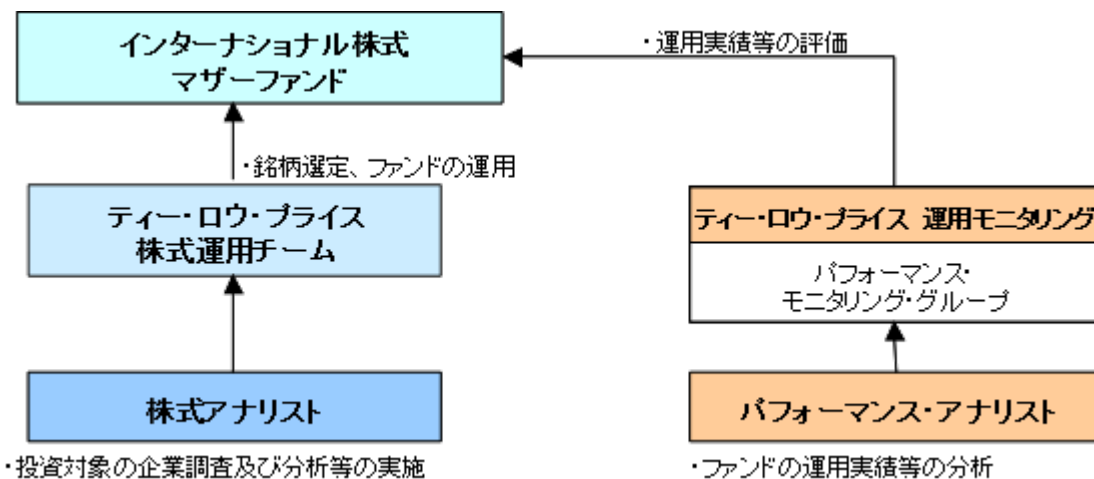 インターナショナル株式
マザーファンド
・運用実績等の評価
・銘柄選定、ファンドの運用
ティー・ロウ・プライス
株式運用チーム
ティー・ロウ・プライス 運用モニタリング
パフォーマンス・
モニタリング・グループ
株式アナリスト
パフォーマンス・アナリスト
・投資対象の企業調査及び分析等の実施
・ファンドの運用実績等の分析